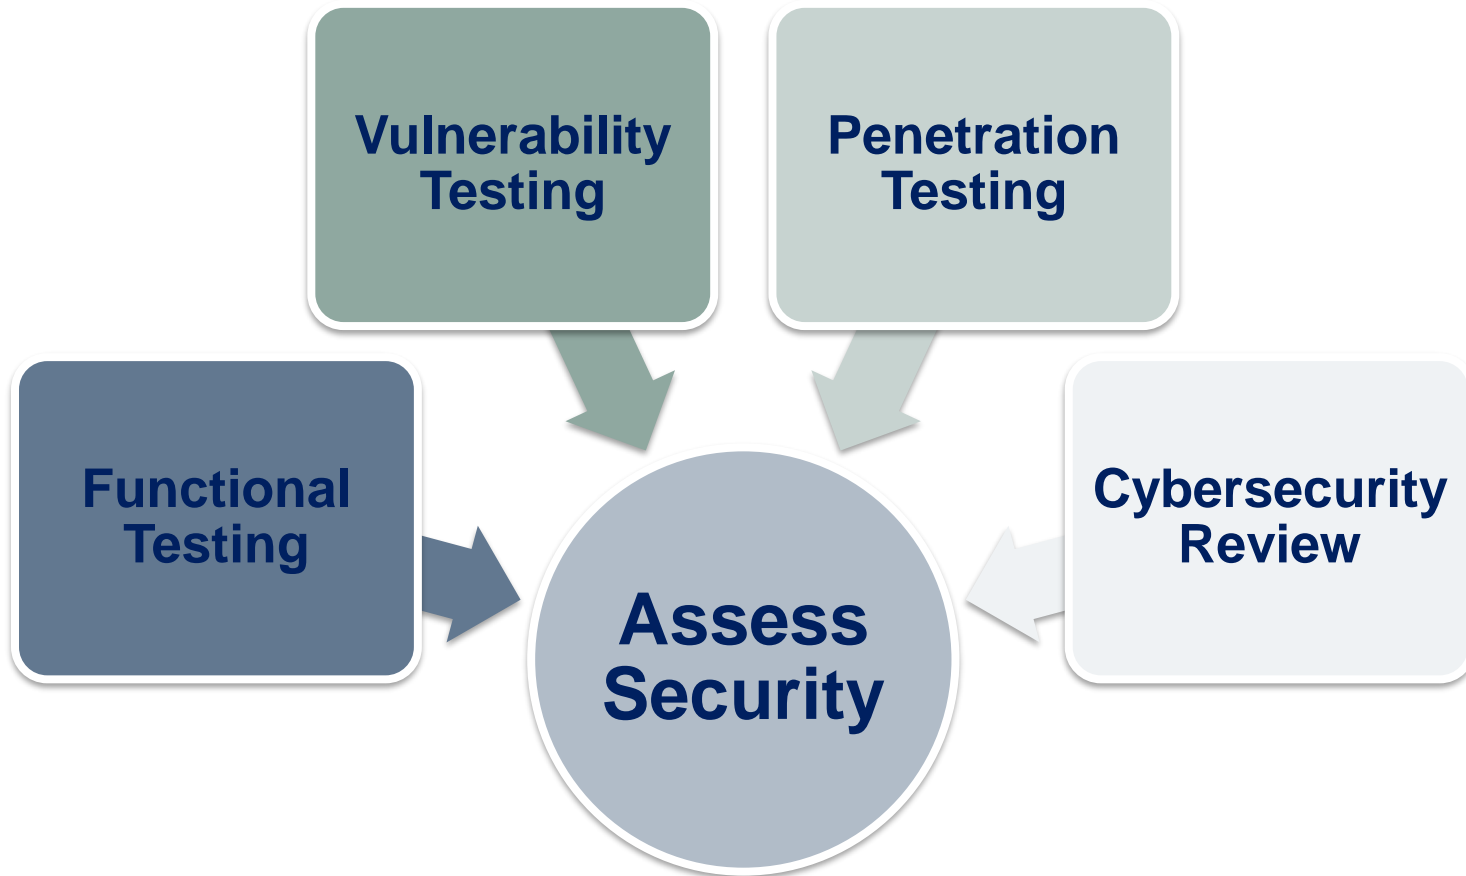 Vulnerability
Testing
Penetration
Testing
Functional
Testing
Cybersecurity
Review
Assess
Security